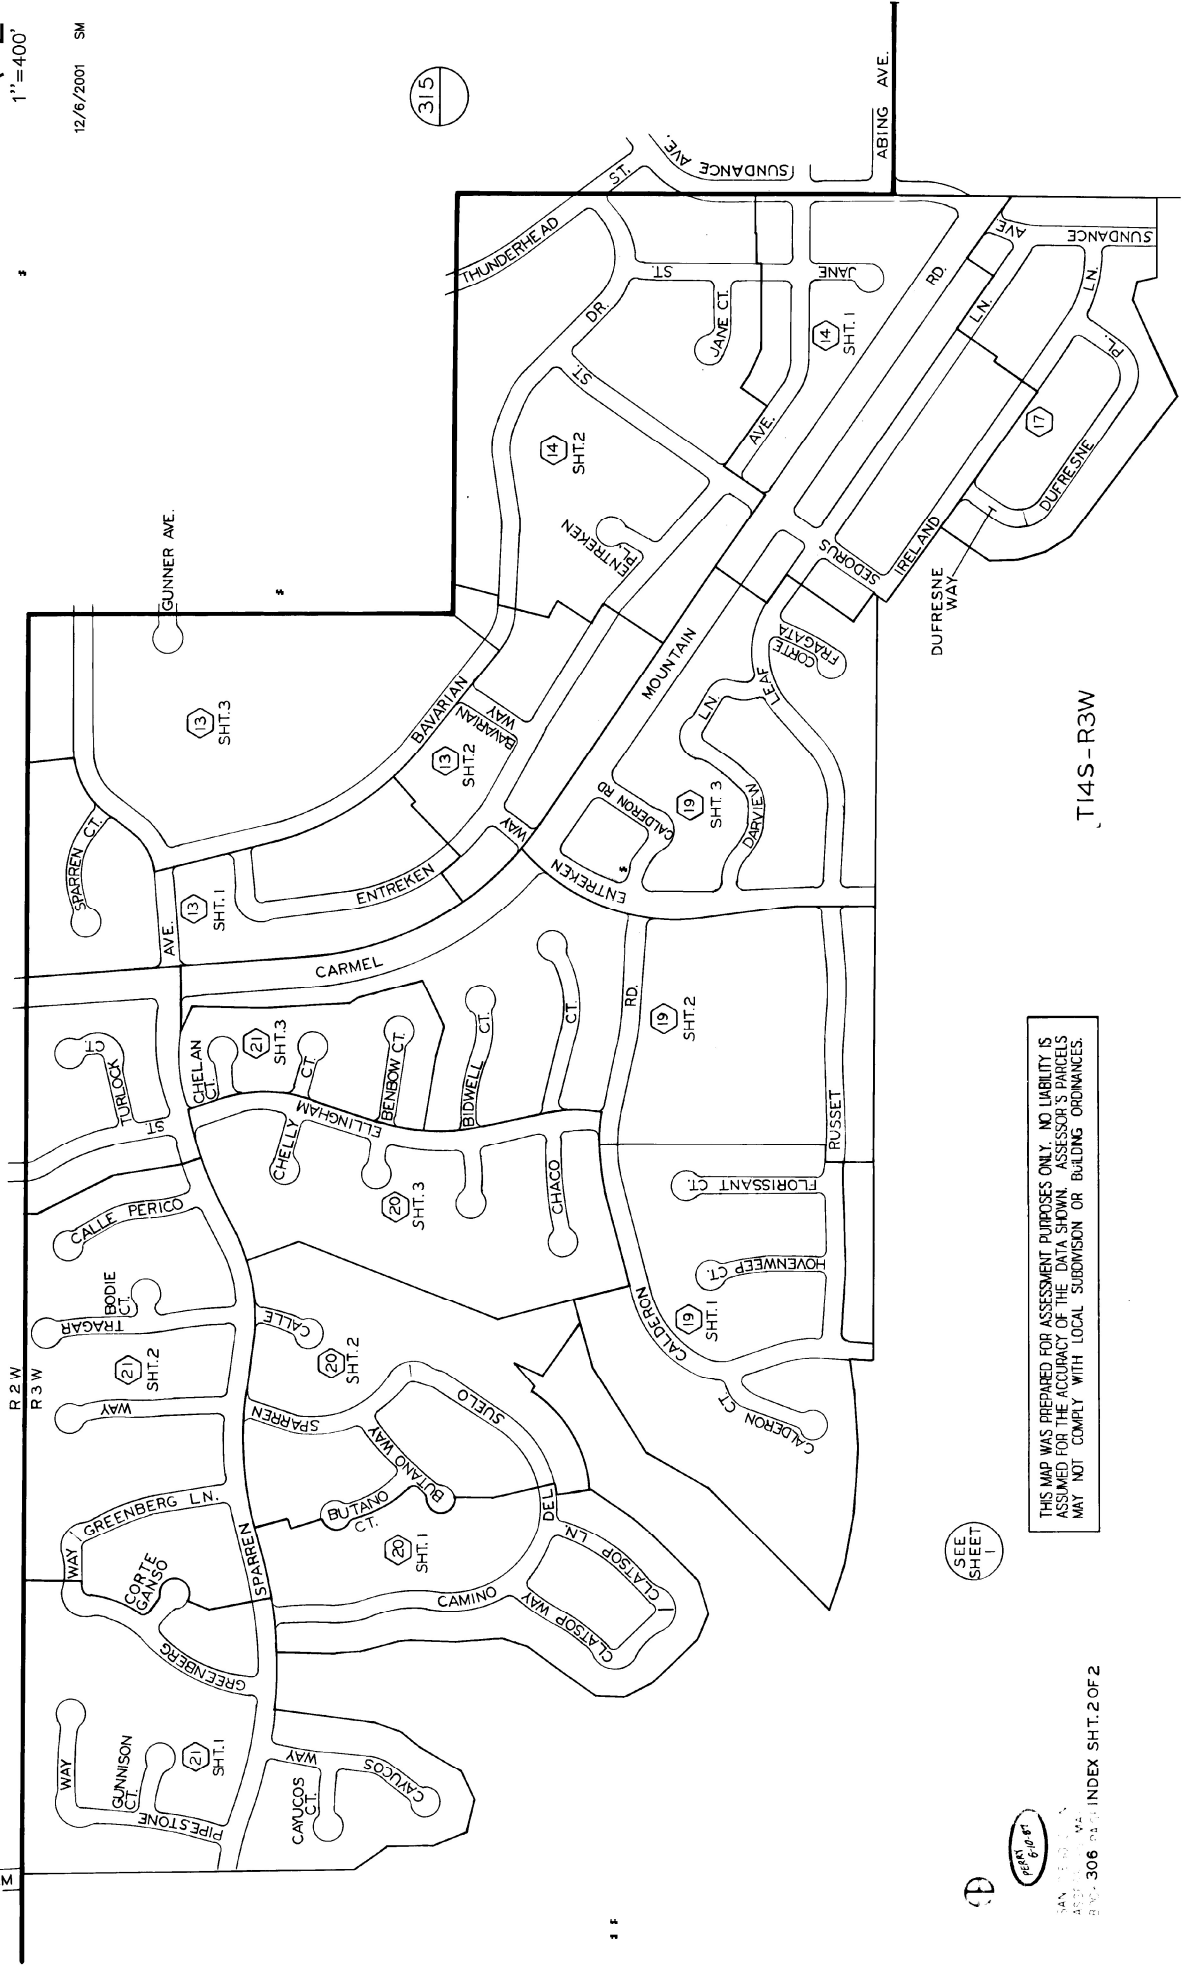 1"=400'
12/6/2001 SM
315
ABING AVE.
SUNDANCE AVE.
THUNDERHEAD ST.
SUNDANCE AVE
JANE ST.
JANE CT.
14
SHT. 1
BAVARIAN DR.
ST.
AVE.
RD.
LN.
LN.
PL.
17
DUFRESNE
DUFRESNE
WAY
IRELAND
SEDORUS
14
SHT.2
ENTREKEN
PL.
ENTREKEN
GUNNER AVE.
13
SHT.3
BAVARIAN
WAY
13
SHT.2
MOUNTAIN
CORTE
FRAGATA
LEAF
LN.
DARVIEW
19
SHT. 3
CALDERON RD
SPARREN CT.
13
SHT.1
AVE.
ENTREKEN
WAY
ENTREKEN
CARMEL
TURLOCK
CT
ST.
CHELAN
CT.
21
SHT.3
CHELLY
CT.
ELLINGHAM
BENBOW CT.
BIDWELL CT.
CHACO
CT.
RD.
19
SHT.2
RUSSET
FLORISSANT CT.
HOVENWEEP CT.
19
SHT.1
CALDERON
CALDERON CT.
20
SHT.3
CALLE PERICO
BODIE
CT.
TRAGAR
CALLE
WAY
21
SHT.2
R2W
R3W
20
SHT.2
SPARREN
SUELO
BUTANO WAY
BUTANO
BUTANO
CT.
20
SHT.1
DEL
CAMINO
CLATSOP LN.
CLATSOP WAY
GREENBERG LN.
WAY
SPARREN
CORTE
GANSO
GREENBERG
WAY
GUNNISON
CT.
PIPESTONE
21
SHT.1
CAYUCOS
CT.
WAY
CAYUCOS
M
T14S-R3W
THIS MAP WAS PREPARED FOR ASSESSMENT PURPOSES ONLY. NO LIABILITY IS
ASSUMED FOR THE ACCURACY OF THE DATA SHOWN. ASSESSOR'S PARCELS
MAY NOT COMPLY WITH LOCAL SUBDIVISION OR BUILDING ORDINANCES.
SEE
SHEET
1
PERRY
6-10-87
306 INDEX SHT.2OF2